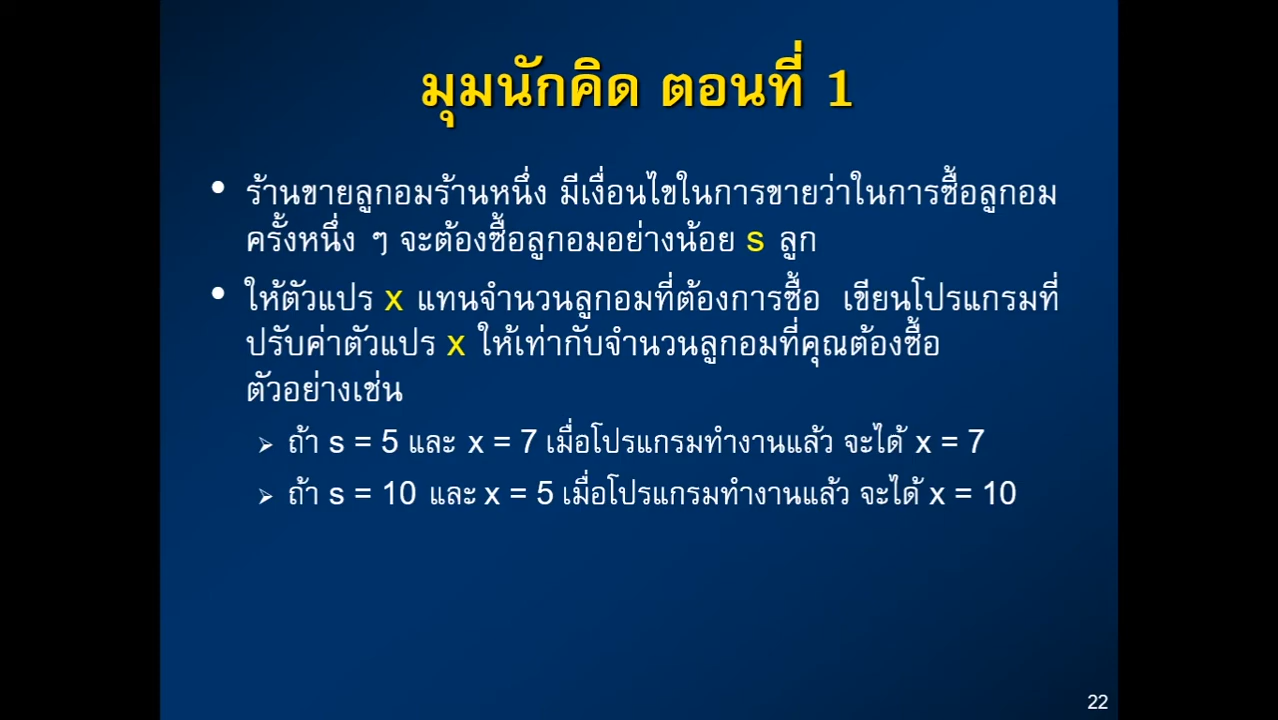 มุมนักคิด ตอนที่ 1
• ร้านขายลูกอมร้านหนึ่ง มีเงื่อนไขในการขายว่าในการซื้อลูกอม
ครั้งหนึ่ง ๆ จะต้องซื้อลูกอมอย่างน้อย s ลูก
• ให้ตัวแปร x แทนจำนวนลูกอมที่ต้องการซื้อ เขียนโปรแกรมที่
ปรับค่าตัวแปร x ให้เท่ากับจำนวนลูกอมที่คุณต้องซื้อ
ตัวอย่างเช่น
➢ ถ้า s = 5 และ x = 7 เมื่อโปรแกรมทำงานแล้ว จะได้ x = 7
➢ ถ้า s = 10 และ x = 5 เมื่อโปรแกรมทำงานแล้ว จะได้ x = 10
22